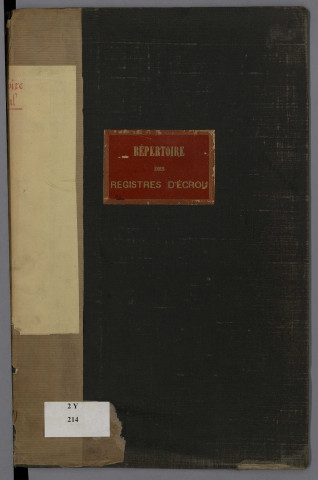 RÉPERTOIRE
DES
REGISTRES D'ÉCROU
2 Y
214